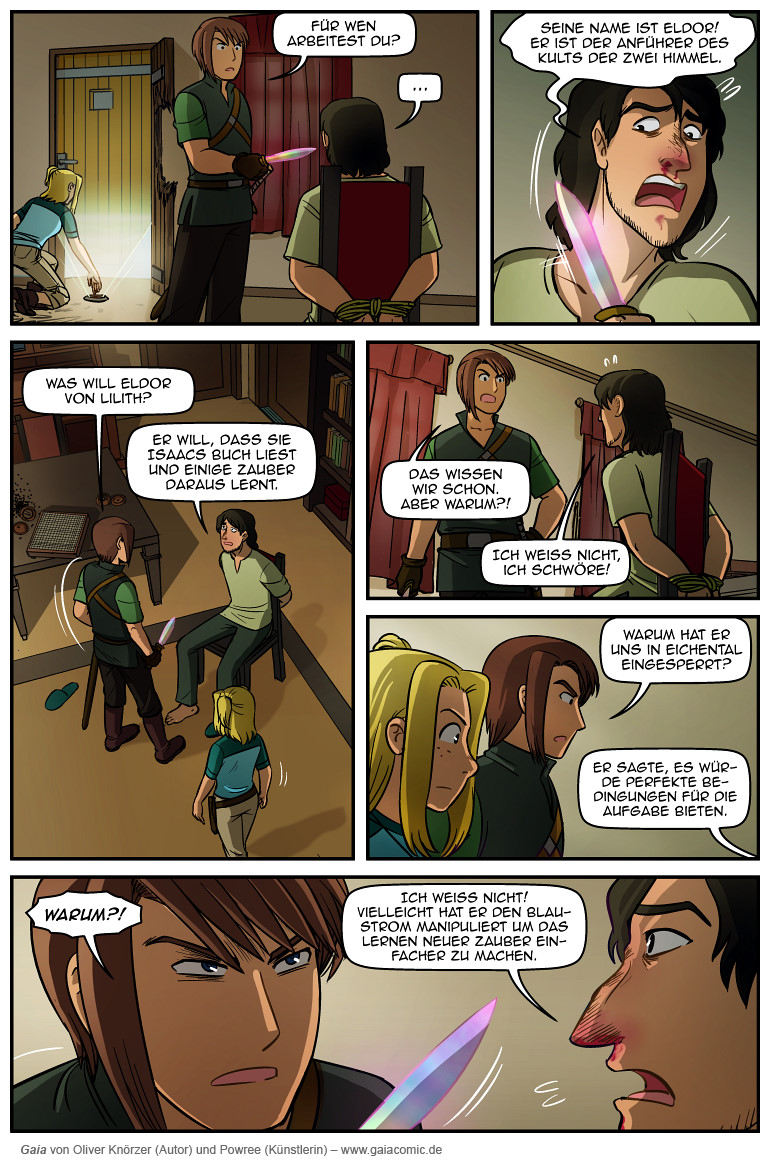 FÜR WEN
ARBEITEST DU?
...
SEINE NAME IST ELDOR!
ER IST DER ANFÜHRER DES
KULTS DER ZWEI HIMMEL.
WAS WILL ELDOR
VON LILITH?
ER WILL, DASS SIE
ISAACS BUCH LIEST
UND EINIGE ZAUBER
DARAUS LERNT.
DAS WISSEN
WIR SCHON.
ABER WARUM?!
ICH WEISS NICHT,
ICH SCHWÖRE!
WARUM HAT ER
UNS IN EICHENTAL
EINGESPERRT?
ER SAGTE, ES WÜR-
DE PERFEKTE BE-
DINGUNGEN FÜR DIE
AUFGABE BIETEN.
WARUM?!
ICH WEISS NICHT!
VIELLEICHT HAT ER DEN BLAU-
STROM MANIPULIERT UM DAS
LERNEN NEUER ZAUBER EIN-
FACHER ZU MACHEN.
Gaia von Oliver Knörzer (Autor) und Powree (Künstlerin) – www.gaiacomic.de